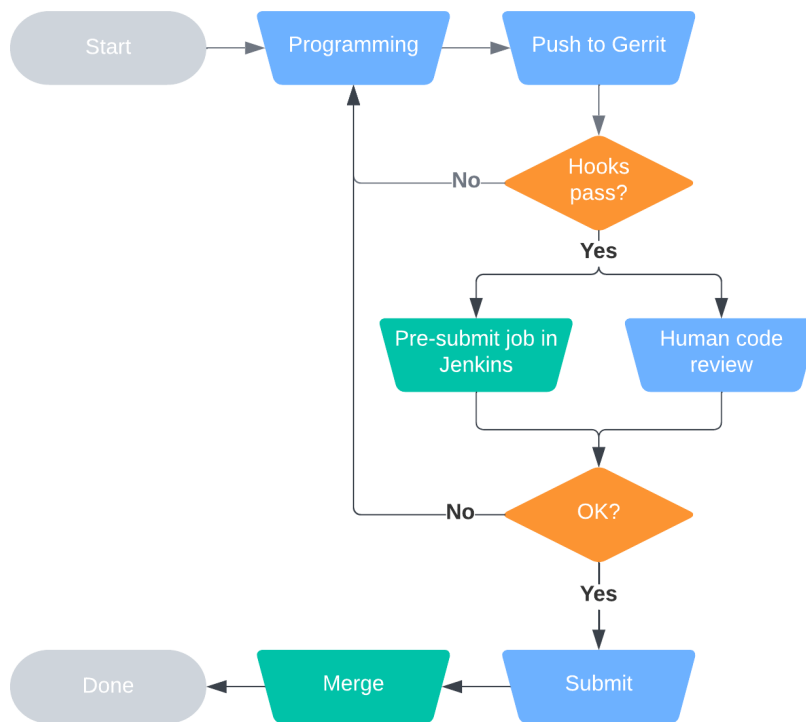 Start
Programming
Push to Gerrit
Hooks
pass?
No
Yes
Pre-submit job in
Jenkins
Human code
review
OK?
No
Yes
Submit
Merge
Done